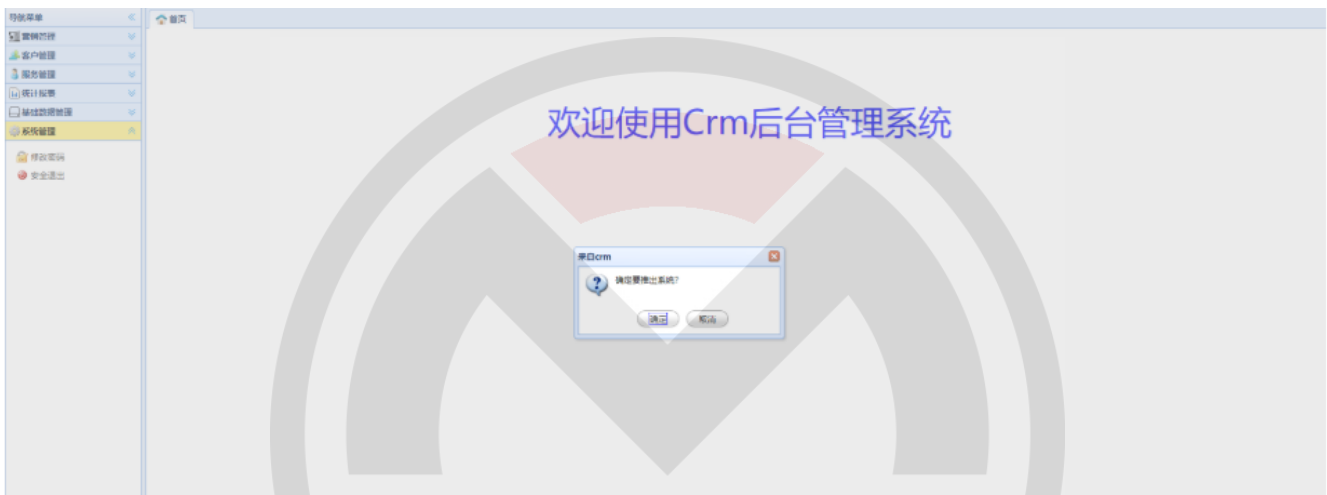 导航菜单
首页
营销管理
客户管理
服务管理
统计报表
基础数据管理
系统管理
修改密码
安全退出
欢迎使用Crm后台管理系统
来自crm
确定要推出系统?
确定
取消